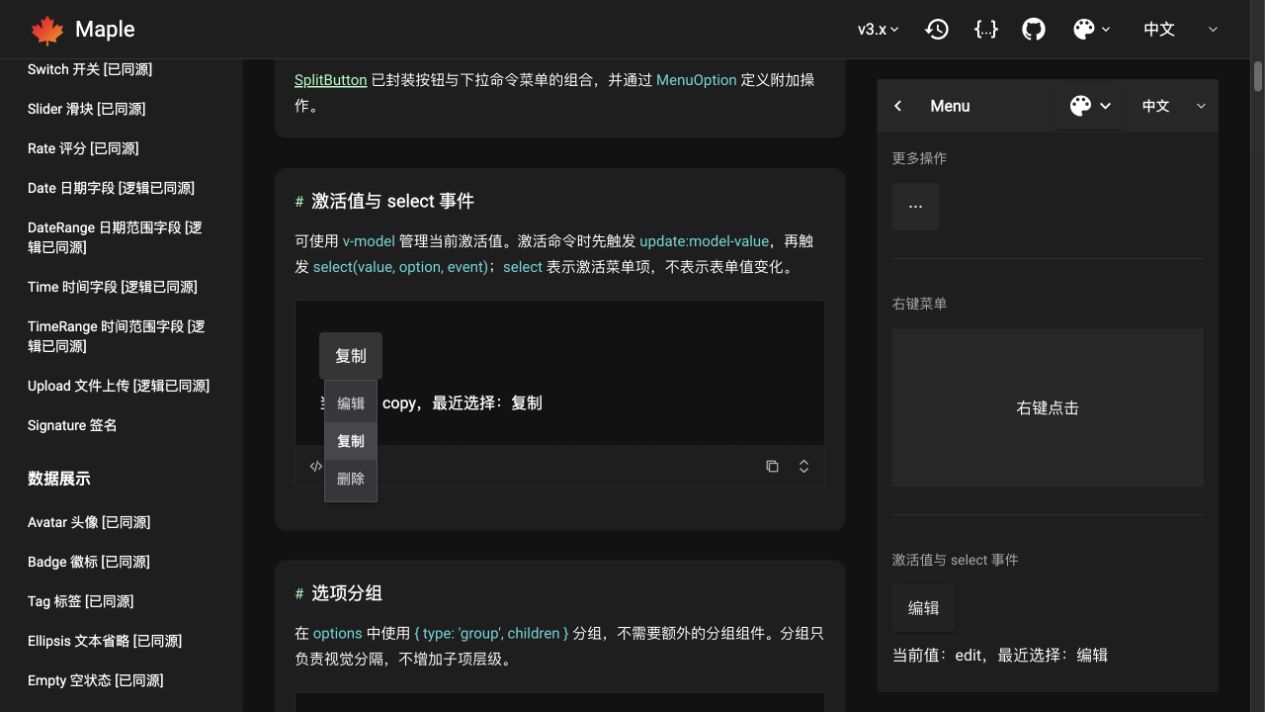 Maple
v3.x
中文
Switch 开关 [已同源]
Slider 滑块 [已同源]
Rate 评分 [已同源]
Date 日期字段 [逻辑已同源]
DateRange 日期范围字段 [逻
辑已同源]
Time 时间字段 [逻辑已同源]
TimeRange 时间范围字段 [逻
辑已同源]
Upload 文件上传 [逻辑已同源]
Signature 签名
数据展示
Avatar 头像 [已同源]
Badge 徽标 [已同源]
Tag 标签 [已同源]
Ellipsis 文本省略 [已同源]
Empty 空状态 [已同源]
SplitButton 已封装按钮与下拉命令菜单的组合，并通过 MenuOption 定义附加操
作。
# 激活值与 select 事件
可使用 v-model 管理当前激活值。激活命令时先触发 update:model-value，再触
发 select(value, option, event)；select 表示激活菜单项，不表示表单值变化。
复制
copy，最近选择：复制
编辑
复制
删除
# 选项分组
在 options 中使用 { type: 'group', children } 分组，不需要额外的分组组件。分组只
负责视觉分隔，不增加子项层级。
Menu
中文
更多操作
...
右键菜单
右键点击
激活值与 select 事件
编辑
当前值：edit，最近选择：编辑